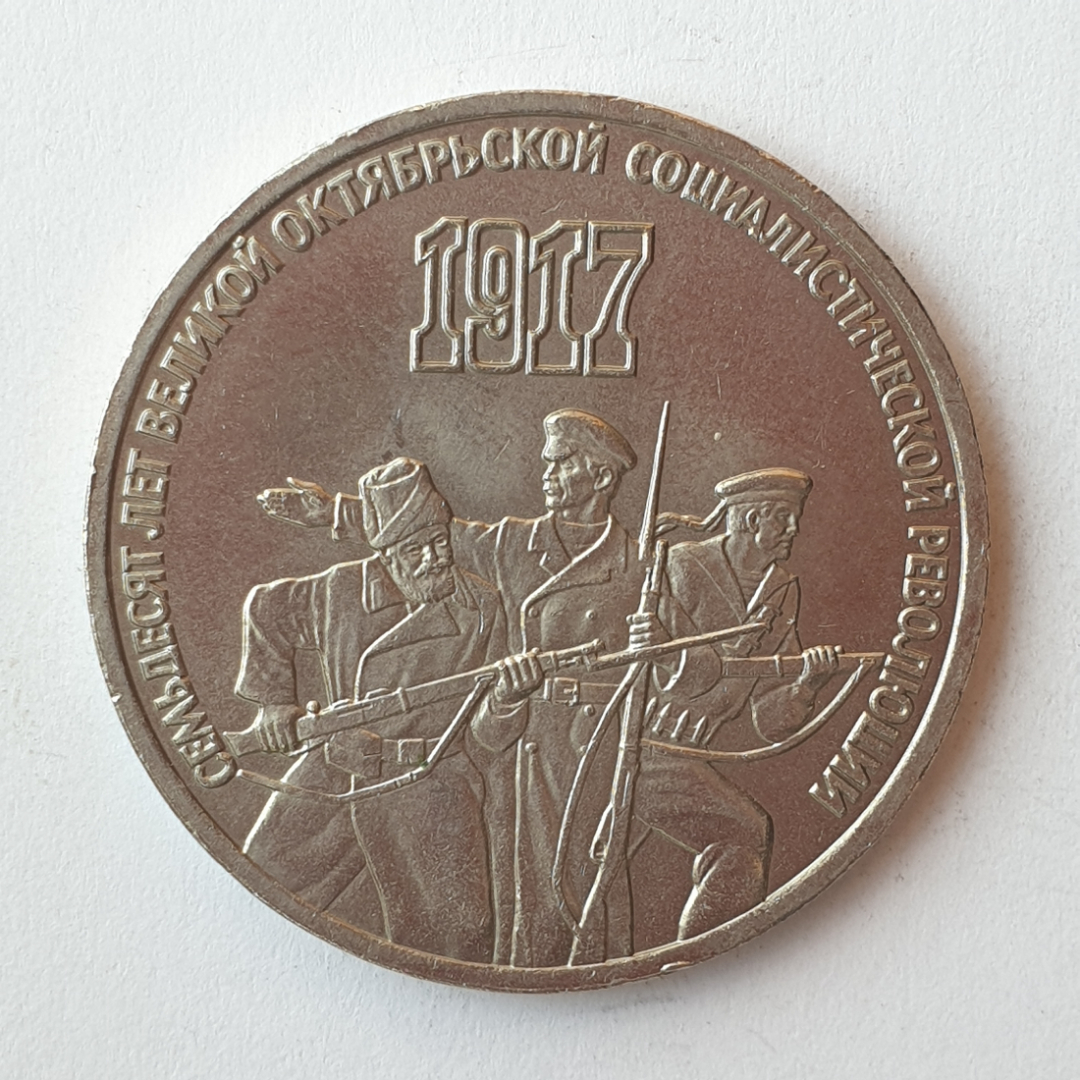 СЕМЬДЕСЯТ ЛЕТ ВЕЛИКОЙ ОКТЯБРЬСКОЙ СОЦИАЛИСТИЧЕСКОЙ РЕВОЛЮЦИИ
1917